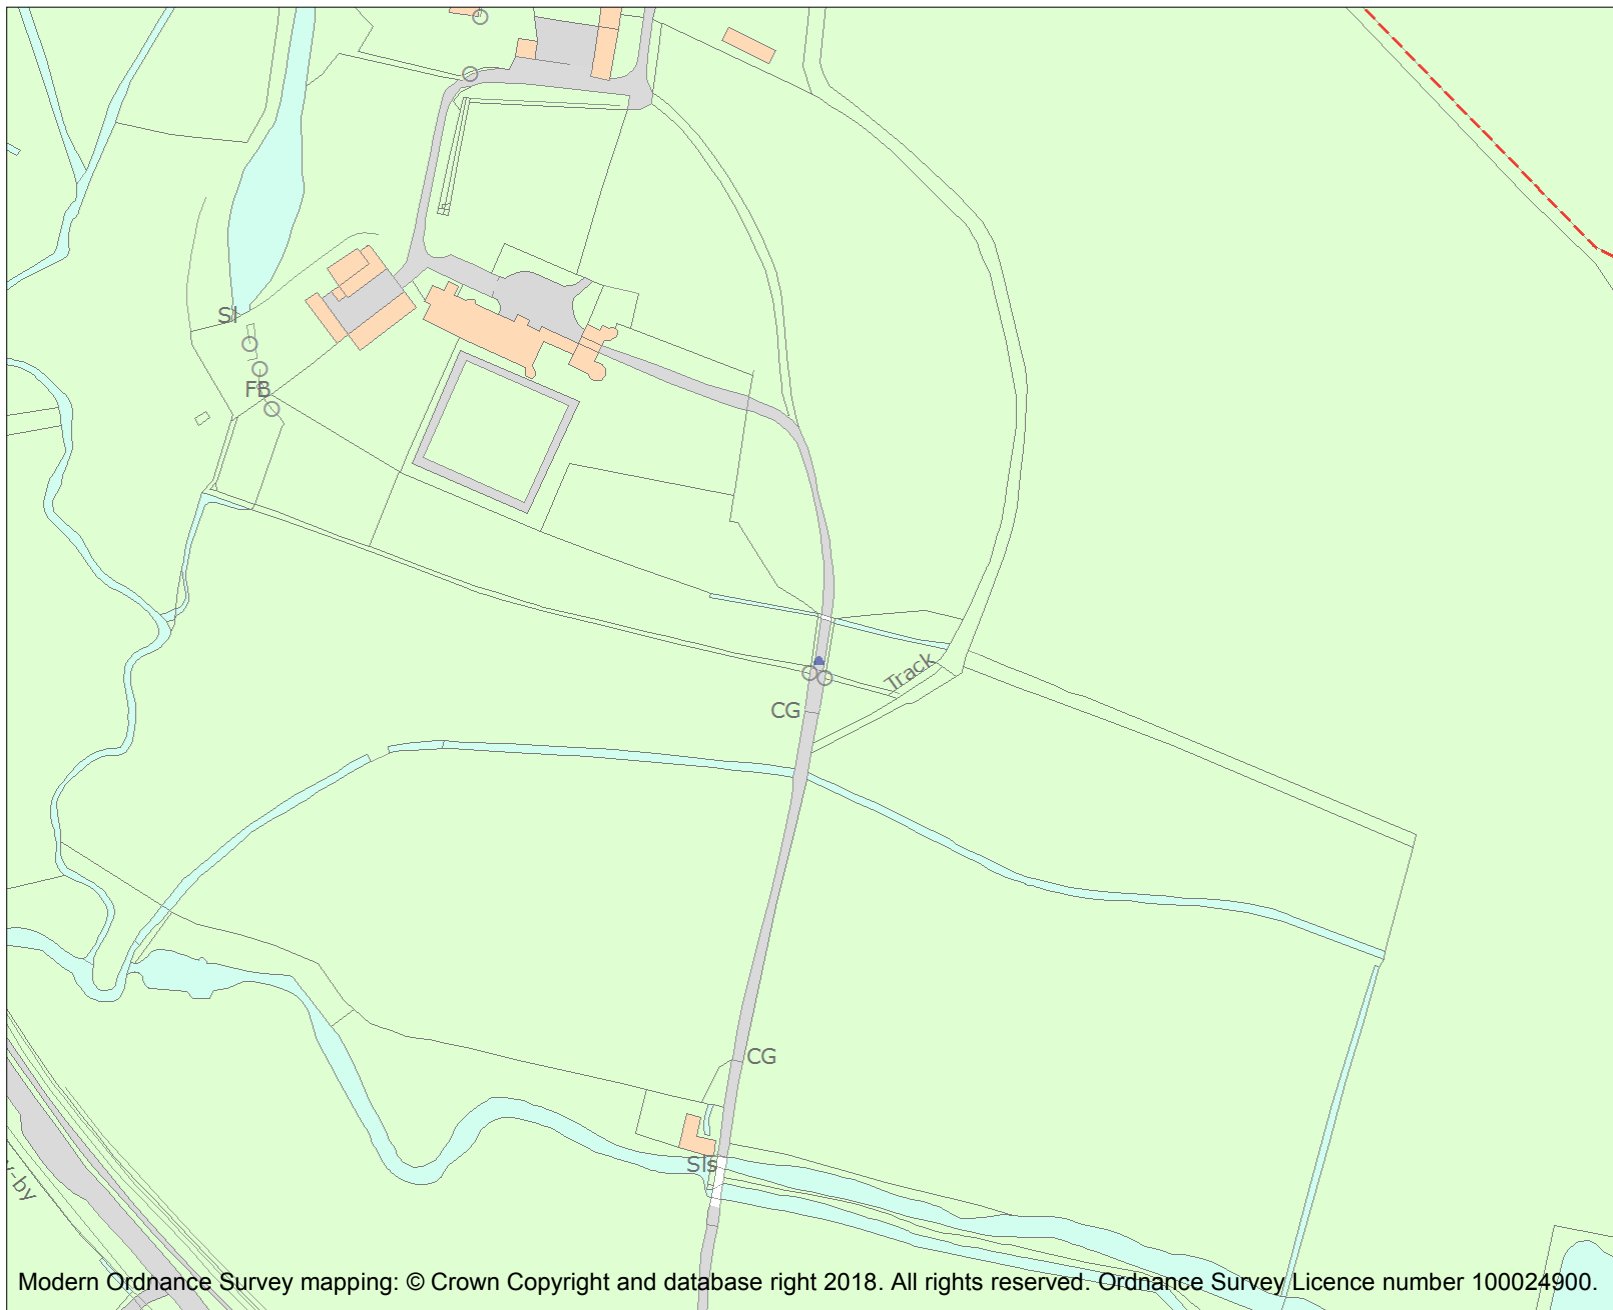 Sl
FB
Track
CG
CG
Sls
y-by
Modern Ordnance Survey mapping: © Crown Copyright and database right 2018. All rights reserved. Ordnance Survey Licence number 100024900.